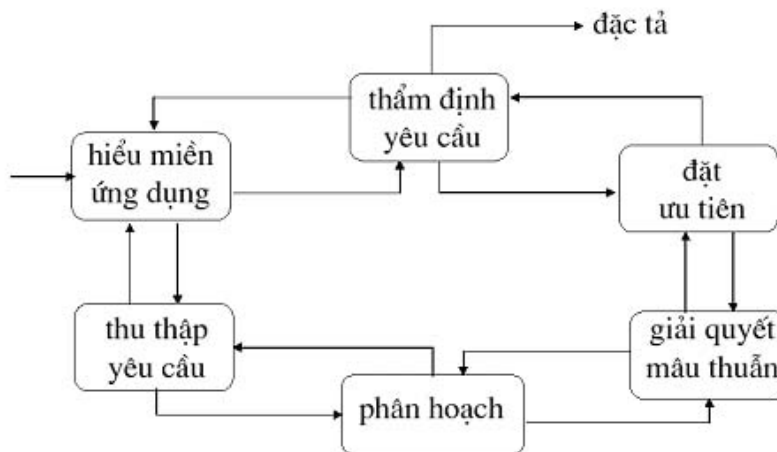 đặc tả
thẩm định
yêu cầu
hiểu miền
ứng dụng
đặt
ưu tiên
thu thập
yêu cầu
giải quyết
mâu thuẫn
phân hoạch